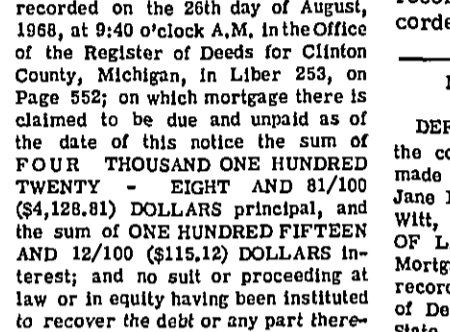 recorded on the 26th day of August,
1968, at 9:40 o'clock A.M. in the Office
of the Register of Deeds for Clinton
County, Michigan, in Liber 253, on
Page 552; on which mortgage there is
claimed to be due and unpaid as of
the date of this notice the sum of
FOUR THOUSAND ONE HUNDRED
TWENTY - EIGHT AND 81/100
($4,128.81) DOLLARS principal, and
the sum of ONE HUNDRED FIFTEEN
AND 12/100 ($115.12) DOLLARS in-
terest; and no suit or proceeding at
law or in equity having been instituted
to recover the debt or any part there-
corde
DEF
the co
made
Jane
Witt,
OF L
Mortg
record
of De
State